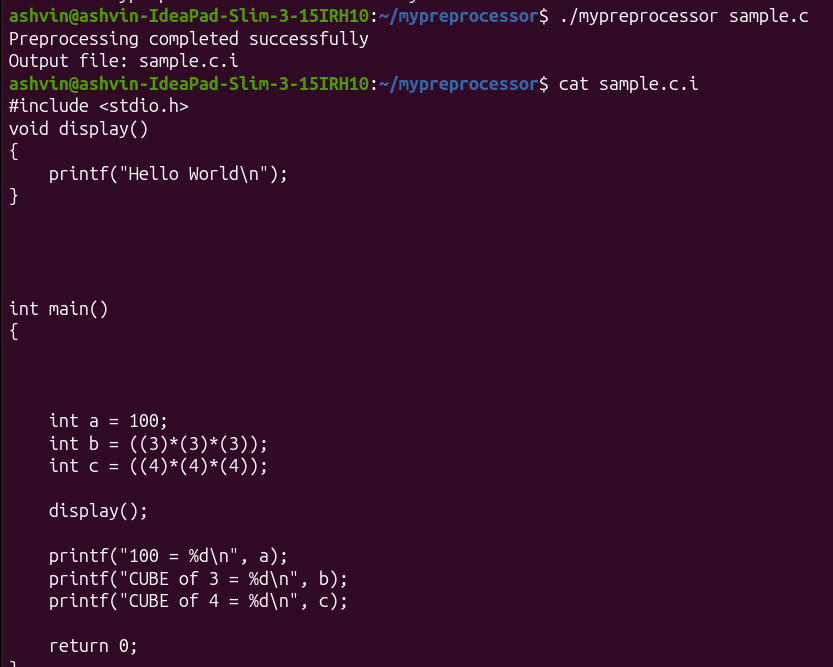 ashvin@ashvin-IdeaPad-Slim-3-15IRH10:~/mypreprocessor$ ./mypreprocessor sample.c
Preprocessing completed successfully
Output file: sample.c.i
ashvin@ashvin-IdeaPad-Slim-3-15IRH10:~/mypreprocessor$ cat sample.c.i
#include <stdio.h>
void display()
{
    printf("Hello World\n");
}
int main()
{
    int a = 100;
    int b = ((3)*(3)*(3));
    int c = ((4)*(4)*(4));
    display();
    printf("100 = %d\n", a);
    printf("CUBE of 3 = %d\n", b);
    printf("CUBE of 4 = %d\n", c);
    return 0;
}